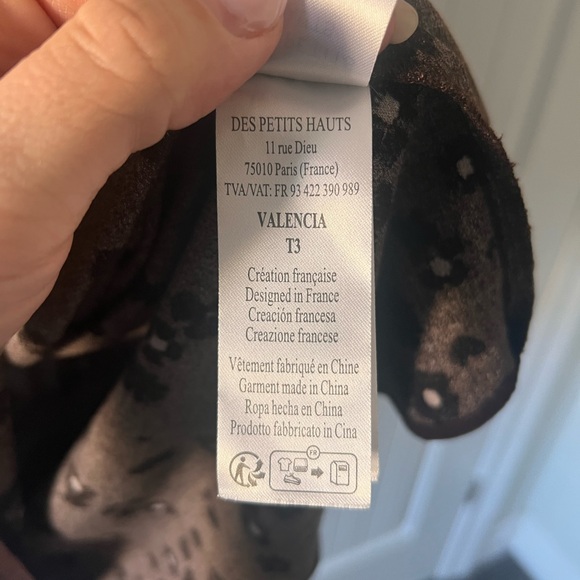 DES PETITS HAUTS
11 rue Dieu
75010 Paris (France)
TVA/VAT: FR 93 422 390 989
VALENCIA
T3
Création française
Designed in France
Creación francesa
Creazione francese
Vêtement fabriqué en Chine
Garment made in China
Ropa hecha en China
Prodotto fabbricato in Cina
FR